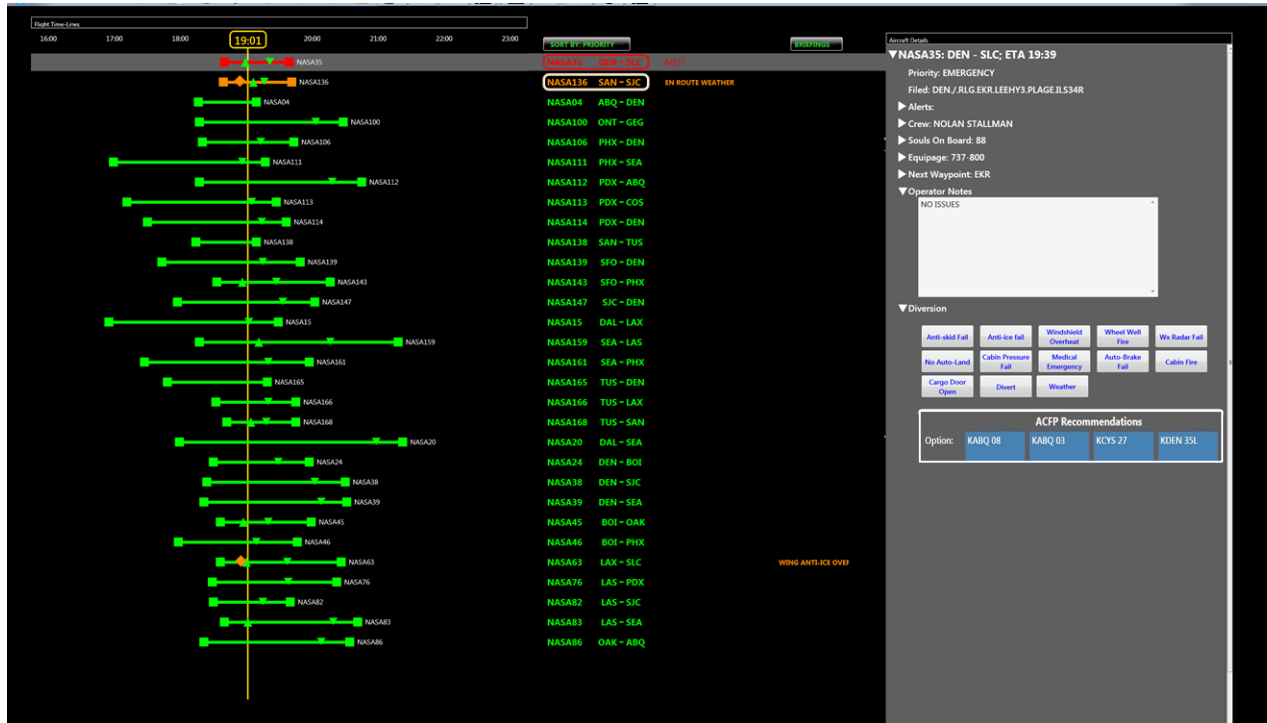 Flight Time-Lines
16:00 17:00 18:00 19:01 20:00 21:00 22:00 23:00
SORT BY: PRIORITY
BRIEFINGS
NASA35 NASA35 DEN - SLC MED
NASA136 NASA136 SAN - SJC EN ROUTE WEATHER
NASA04 NASA04 ABQ - DEN
NASA100 NASA100 ONT - GEG
NASA106 NASA106 PHX - DEN
NASA111 NASA111 PHX - SEA
NASA112 NASA112 PDX - ABQ
NASA113 NASA113 PDX - COS
NASA114 NASA114 PDX - DEN
NASA138 NASA138 SAN - TUS
NASA139 NASA139 SFO - DEN
NASA143 NASA143 SFO - PHX
NASA147 NASA147 SJC - DEN
NASA15 NASA15 DAL - LAX
NASA159 NASA159 SEA - LAS
NASA161 NASA161 SEA - PHX
NASA165 NASA165 TUS - DEN
NASA166 NASA166 TUS - LAX
NASA168 NASA168 TUS - SAN
NASA20 NASA20 DAL - SEA
NASA24 NASA24 DEN - BOI
NASA38 NASA38 DEN - SJC
NASA39 NASA39 DEN - SEA
NASA45 NASA45 BOI - OAK
NASA46 NASA46 BOI - PHX
NASA63 NASA63 LAX - SLC WING ANTI-ICE OVE
NASA76 NASA76 LAS - PDX
NASA82 NASA82 LAS - SJC
NASA83 NASA83 LAS - SEA
NASA86 NASA86 OAK - ABQ
Aircraft Details
NASA35: DEN - SLC; ETA 19:39
Priority: EMERGENCY
Filed: DEN./.RLG.EKR.LEEHY3.PLAGE.ILS34R
Alerts:
Crew: NOLAN STALLMAN
Souls On Board: 88
Equipage: 737-800
Next Waypoint: EKR
Operator Notes
NO ISSUES
Diversion
Anti-skid Fail
Anti-ice fail
Windshield
Overheat
Wheel Well
Fire
Wx Radar Fail
No Auto-Land
Cabin Pressure
Fail
Medical
Emergency
Auto-Brake
Fail
Cabin Fire
Cargo Door
Open
Divert
Weather
ACFP Recommendations
Option: KABQ 08 KABQ 03 KCYS 27 KDEN 35L